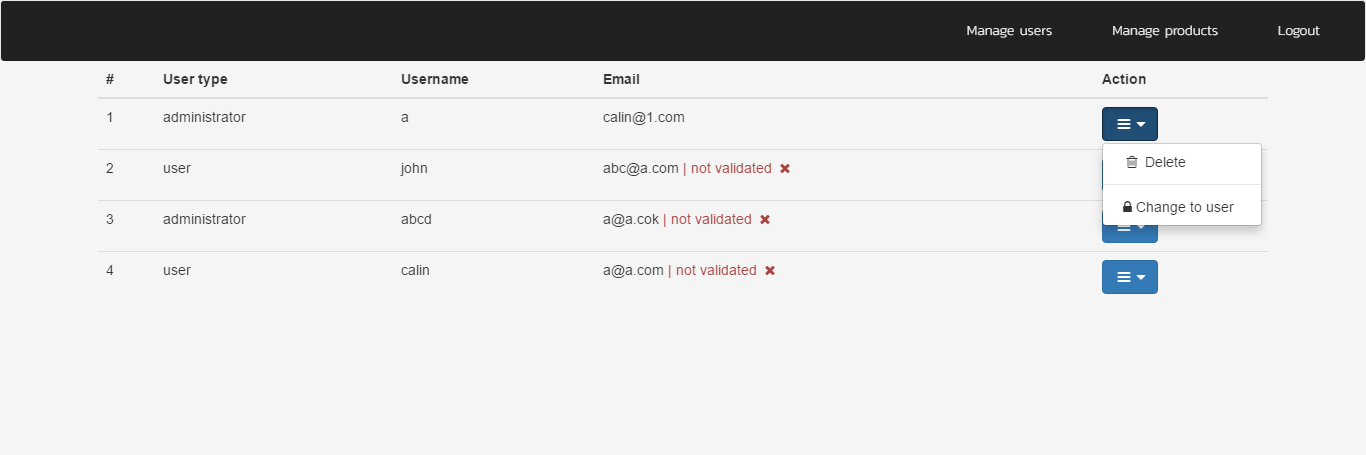 Manage users Manage products Logout
# User type Username Email Action
1 administrator a calin@1.com
2 user john abc@a.com | not validated
Delete
3 administrator abcd a@a.cok | not validated
Change to user
4 user calin a@a.com | not validated